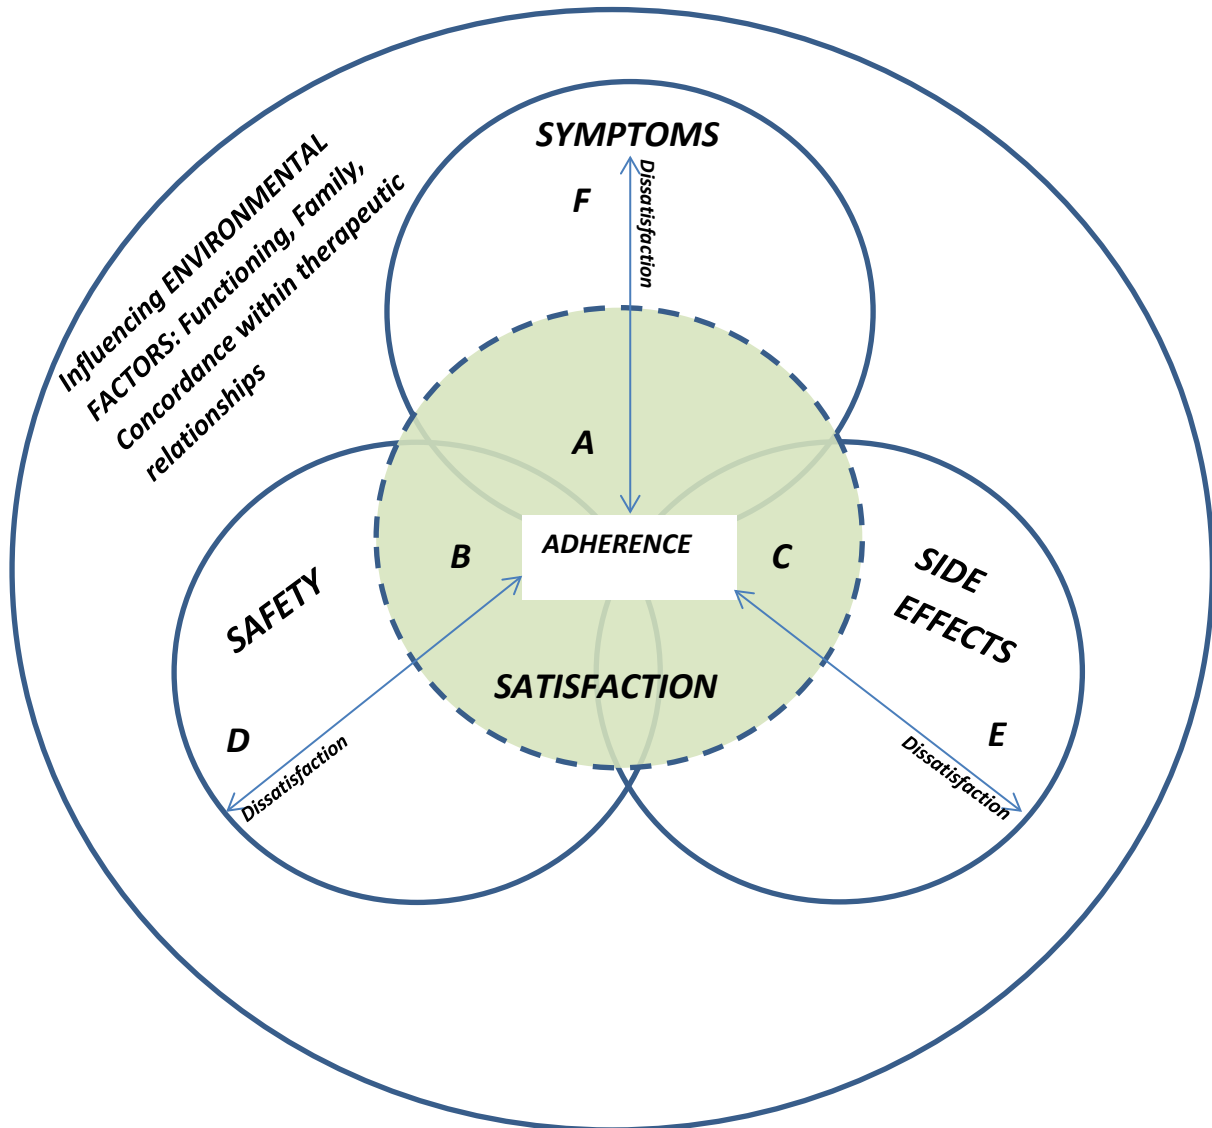 Influencing ENVIRONMENTAL
FACTORS: Functioning, Family,
Concordance within therapeutic
relationships
SYMPTOMS
F
Dissatisfaction
A
B
ADHERENCE
C
SAFETY
SIDE
EFFECTS
SATISFACTION
D
Dissatisfaction
E
Dissatisfaction